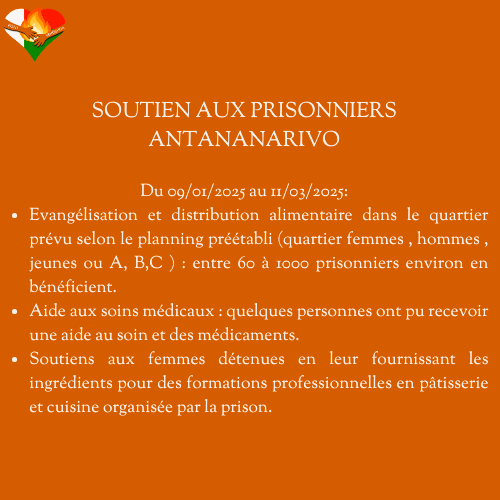 SOUTIEN AUX PRISONNIERS
ANTANANARIVO
Du 09/01/2025 au 11/03/2025:
• Evangélisation et distribution alimentaire dans le quartier
prévu selon le planning préétabli (quartier femmes , hommes ,
jeunes ou A, B,C ) : entre 60 à 1000 prisonniers environ en
bénéficient.
• Aide aux soins médicaux : quelques personnes ont pu recevoir
une aide au soin et des médicaments.
• Soutiens aux femmes détenues en leur fournissant les
ingrédients pour des formations professionnelles en pâtisserie
et cuisine organisée par la prison.